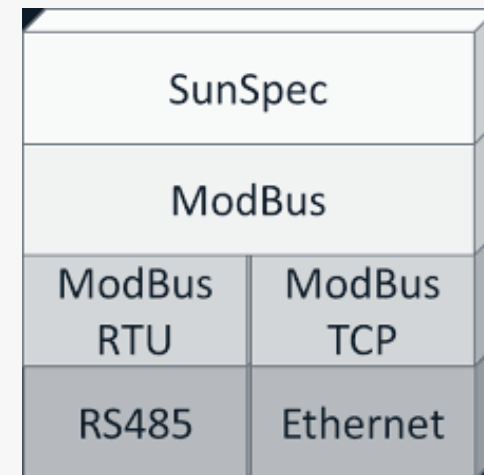 SunSpec
ModBus
ModBus
RTU
ModBus
TCP
RS485
Ethernet